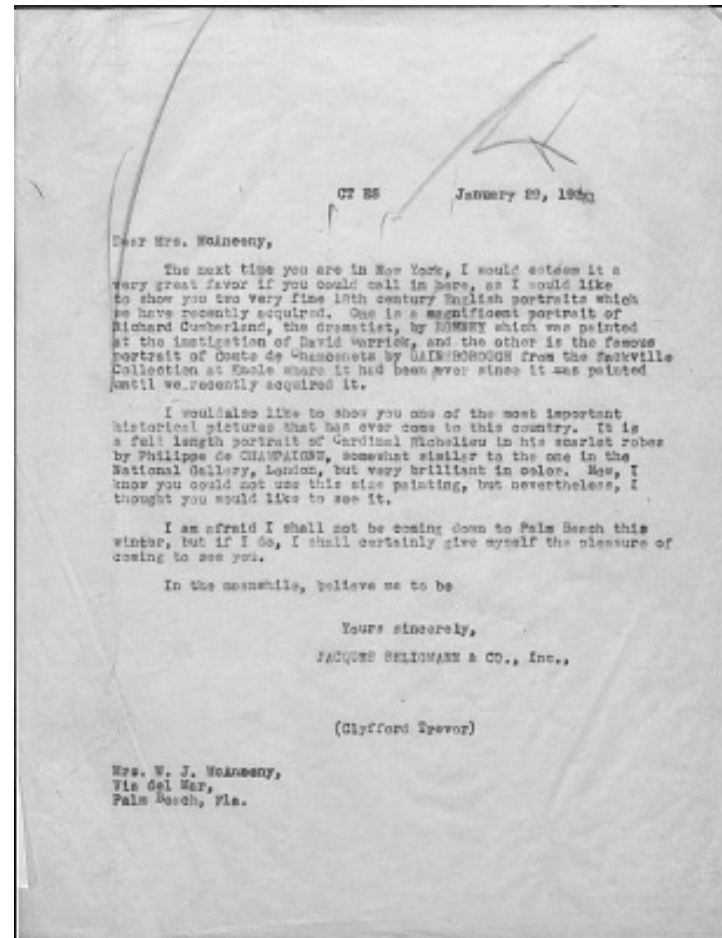 CT ES January 29,
Dear Mrs. McAneeny,
The next time you are in New York, I would esteem it a
very great favor if you could call in here, as I would like
to show you two very fine 18th century English portraits which
we have recently acquired. One is a magnificent portrait of
Richard Cumberland, the dramatist, by ROMNEY which was painted
at the instigation of David Garrick, and the other is the famous
portrait of Comte de Chamcenets by GAINSBOROUGH from the Sackville
Collection at Knole where it had been ever since it was painted
until we recently acquired it.
I wouldalso like to show you one of the most important
historical pictures that has ever come to this country. It is
a full length portrait of Cardinal Richelieu in his scarlet robes
by Philippe de CHAMPAIGNE, somewhat similar to the one in the
National Gallery, London, but very brilliant in color. Now, I
know you could not use this size painting, but nevertheless, I
thought you would like to see it.
I am afraid I shall not be coming down to Palm Beach this
winter, but if I do, I shall certainly give myself the pleasure of
coming to see you.
In the meanwhile, believe me to be
Yours sincerely,
JACQUES SELIGMANN & CO., Inc.,
(Clyfford Trevor)
Mrs. W. J. McAneeny,
Via del Mar,
Palm Beach, Fla.